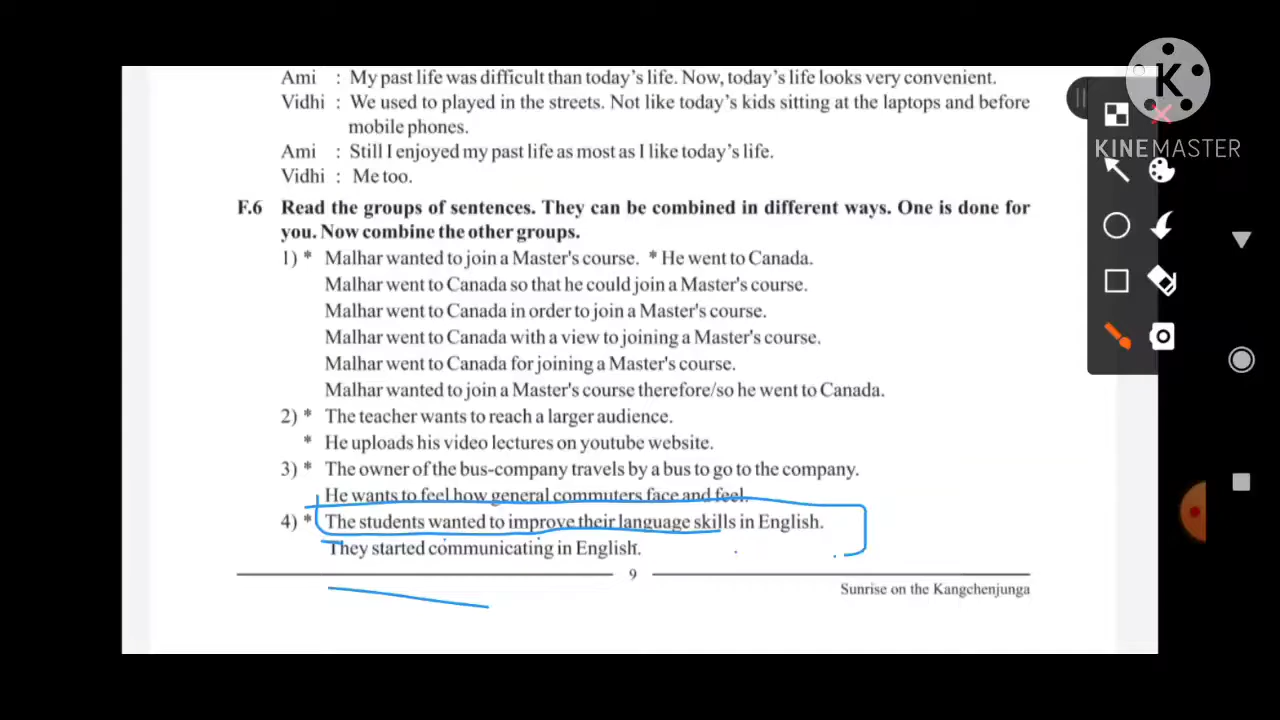 Ami : My past life was difficult than today's life. Now, today's life looks very convenient.
Vidhi : We used to played in the streets. Not like today's kids sitting at the laptops and before
mobile phones.
Ami : Still I enjoyed my past life as most as I like today's life.
Vidhi : Me too.
F.6 Read the groups of sentences. They can be combined in different ways. One is done for
you. Now combine the other groups.
1) * Malhar wanted to join a Master's course. * He went to Canada.
Malhar went to Canada so that he could join a Master's course.
Malhar went to Canada in order to join a Master's course.
Malhar went to Canada with a view to joining a Master's course.
Malhar went to Canada for joining a Master's course.
Malhar wanted to join a Master's course therefore/so he went to Canada.
2) * The teacher wants to reach a larger audience.
* He uploads his video lectures on youtube website.
3) * The owner of the bus-company travels by a bus to go to the company.
He wants to feel how general commuters face and feel.
4) * The students wanted to improve their language skills in English.
They started communicating in English.
9
Sunrise on the Kangchenjunga
K
KINEMASTER